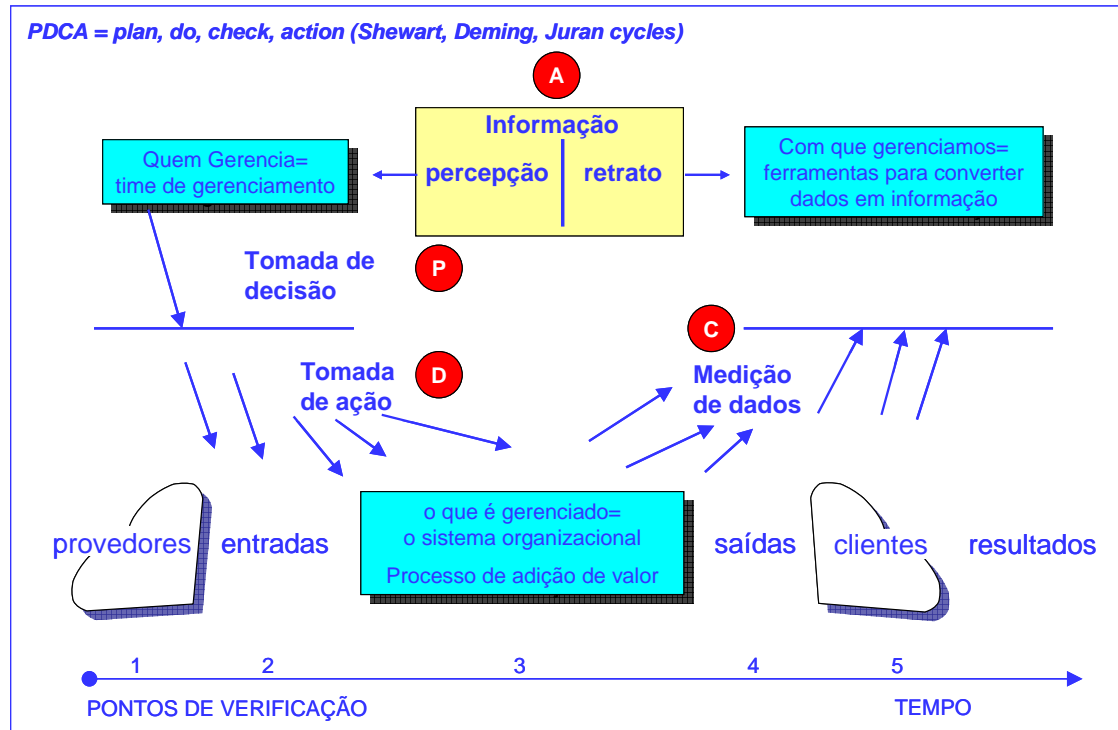 PDCA = plan, do, check, action (Shewart, Deming, Juran cycles)
A
Informação
percepção
retrato
Quem Gerencia=
time de gerenciamento
Com que gerenciamos=
ferramentas para converter
dados em informação
Tomada de
decisão
P
C
Tomada
de ação
D
Medição
de dados
o que é gerenciado=
o sistema organizacional
Processo de adição de valor
provedores
entradas
saídas
clientes
resultados
1
2
3
4
5
PONTOS DE VERIFICAÇÃO
TEMPO